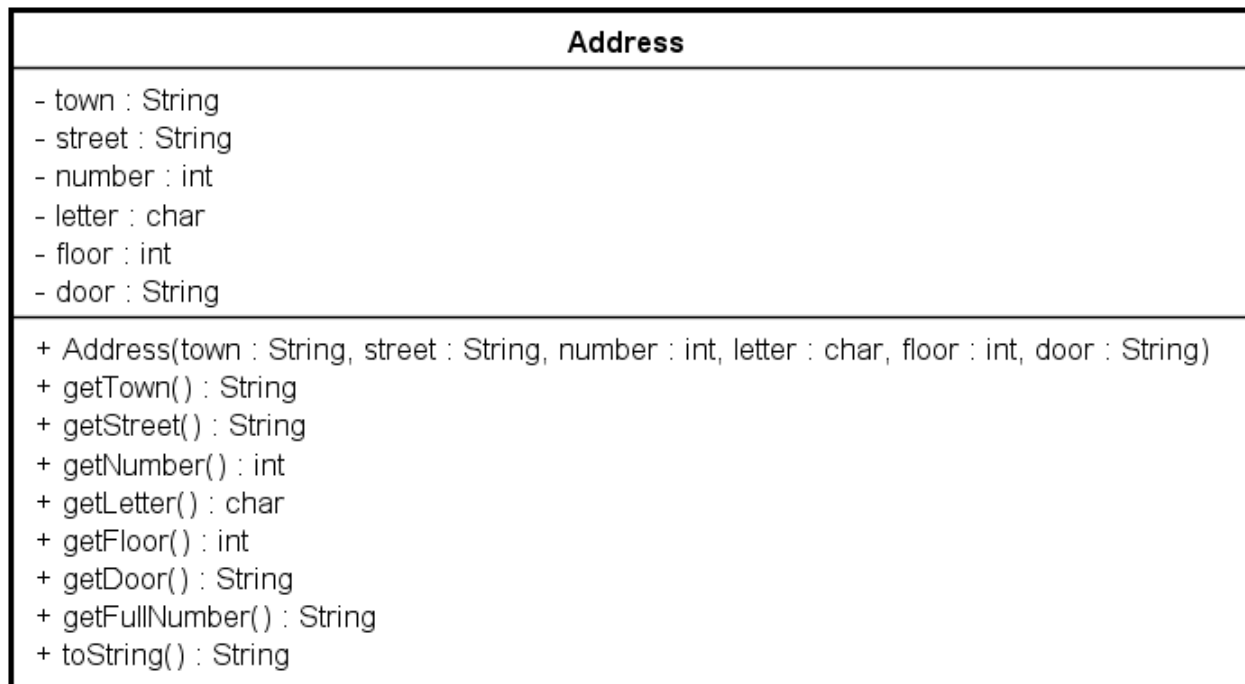 Address
- town : String
- street : String
- number : int
- letter : char
- floor : int
- door : String
+ Address(town : String, street : String, number : int, letter : char, floor : int, door : String)
+ getTown() : String
+ getStreet() : String
+ getNumber() : int
+ getLetter() : char
+ getFloor() : int
+ getDoor() : String
+ getFullNumber() : String
+ toString() : String